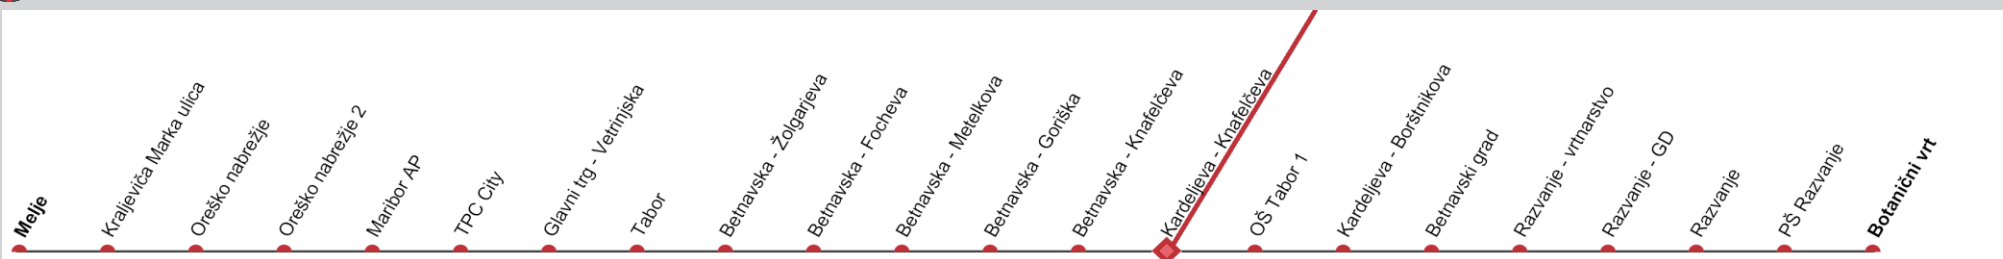 Melje
Kraljeviča Marka ulica
Oreško nabrežje
Oreško nabrežje 2
Maribor AP
TPC City
Glavni trg - Vetrinjska
Tabor
Betnavska - Žolgarjeva
Betnavska - Focheva
Betnavska - Metelkova
Betnavska - Goriška
Betnavska - Knafelčeva
Kardeljeva - Knafelčeva
OŠ Tabor 1
Kardeljeva - Borštnikova
Betnavski grad
Razvanje - vrtnarstvo
Razvanje - GD
Razvanje
PŠ Razvanje
Botanični vrt